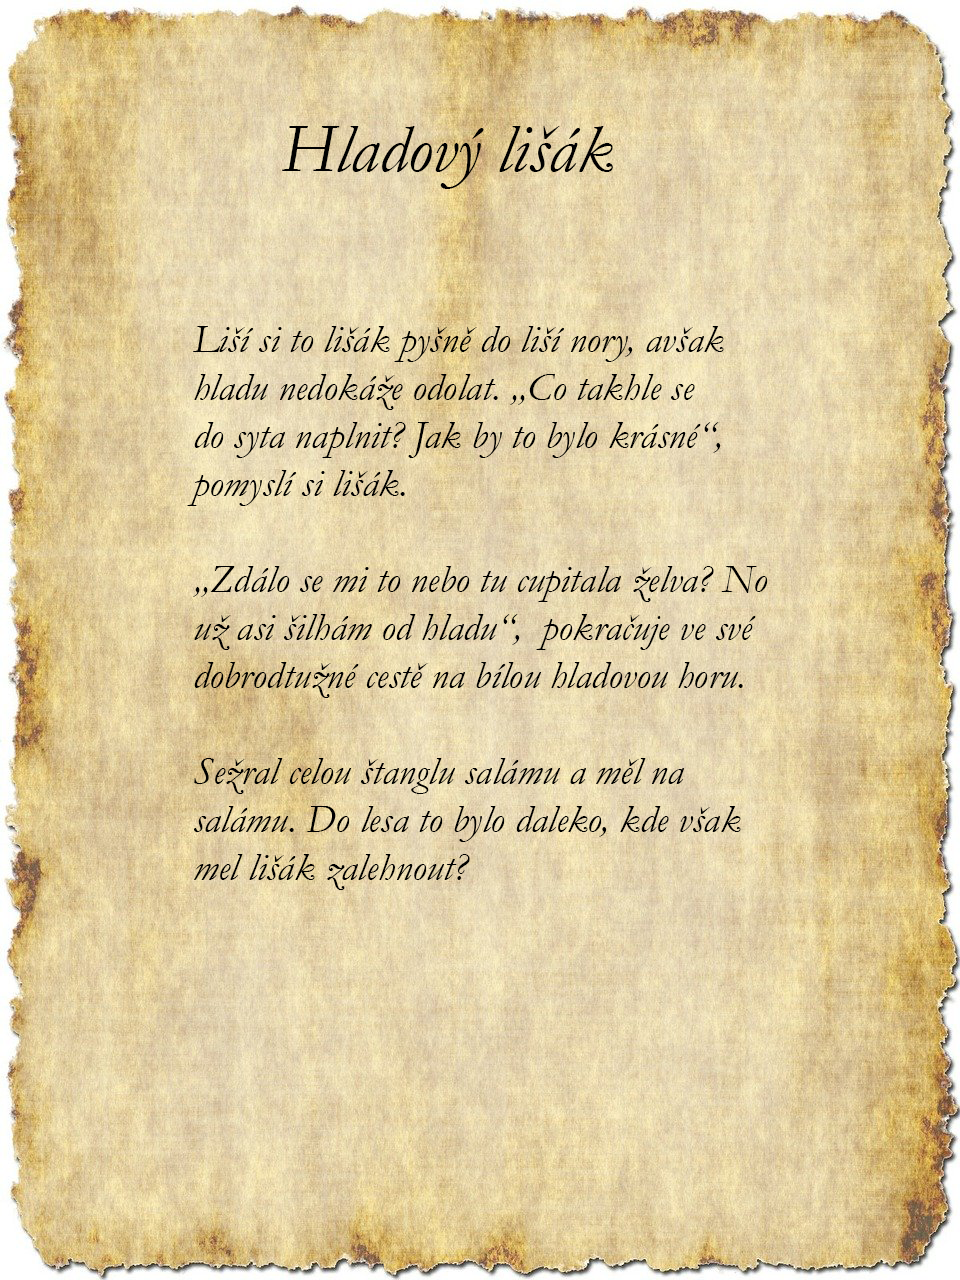 Hladový lišák
Liší si to lišák pyšně do liší nory, avšak
hladu nedokáže odolat. „Co takhle se
do syta naplnit? Jak by to bylo krásné“,
pomyslí si lišák.
„Zdálo se mi to nebo tu cupitala želva? No
už asi šilhám od hladu“, pokračuje ve své
dobrodtužné cestě na bílou hladovou horu.
Sežral celou štanglu salámu a měl na
salámu. Do lesa to bylo daleko, kde však
mel lišák zalehnout?